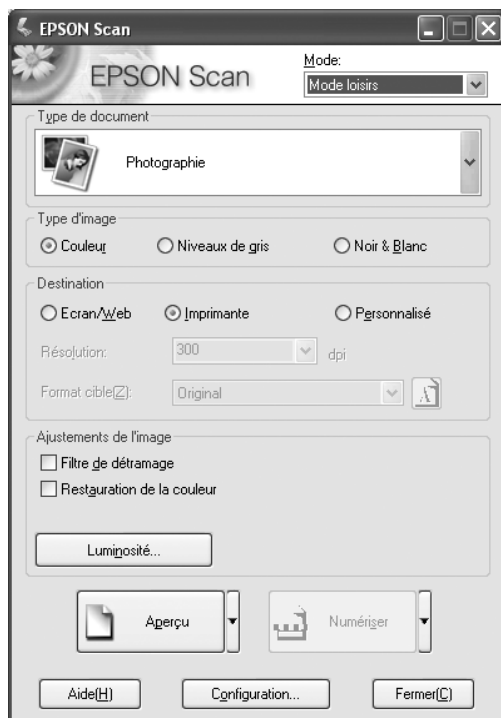 EPSON Scan
EPSON Scan
Mode:
Mode loisirs
Type de document
Photographie
Type d'image
Couleur Niveaux de gris Noir & Blanc
Destination
Ecran/Web Imprimante Personnalisé
Résolution: 300 dpi
Format cible(Z): Original
Ajustements de l'image
Filtre de détramage
Restauration de la couleur
Luminosité...
Aperçu Numériser
Aide(H) Configuration... Fermer(C)